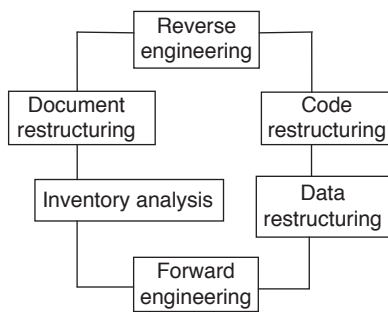 Reverse
engineering
Document
restructuring
Code
restructuring
Inventory analysis
Data
restructuring
Forward
engineering